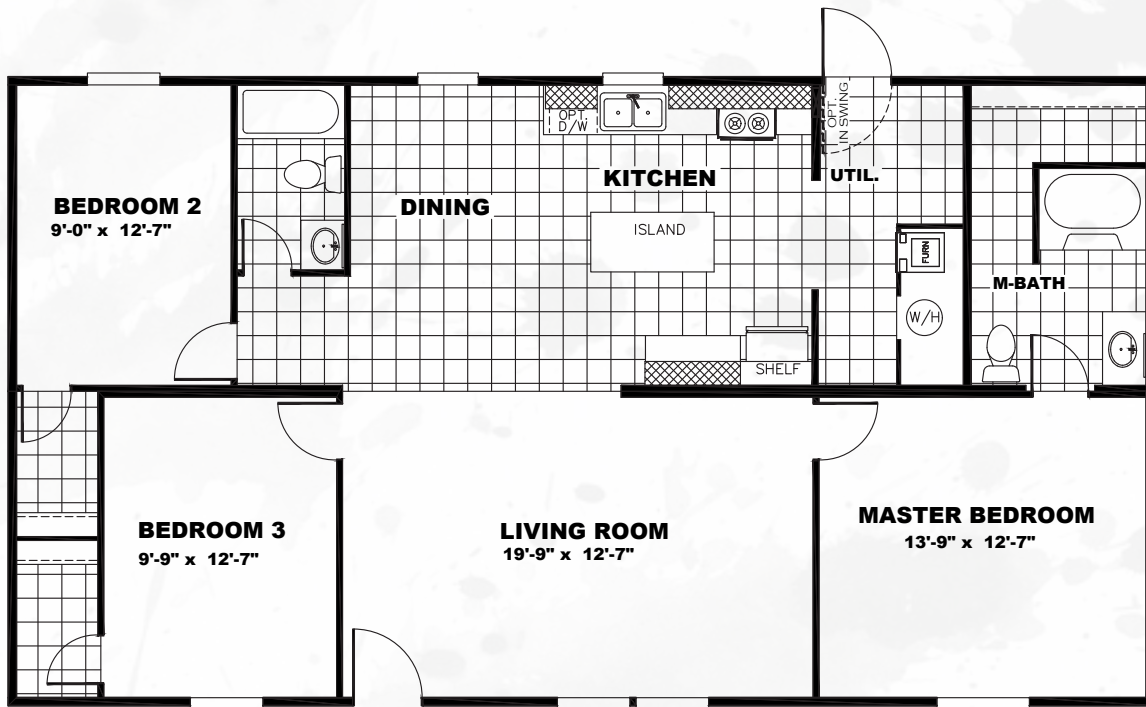 OPT.
D/W
OPT.
IN SWING
KITCHEN
UTIL.
BEDROOM 2
9'-0" x 12'-7"
DINING
ISLAND
FURN
M-BATH
W/H
SHELF
BEDROOM 3
9'-9" x 12'-7"
LIVING ROOM
19'-9" x 12'-7"
MASTER BEDROOM
13'-9" x 12'-7"